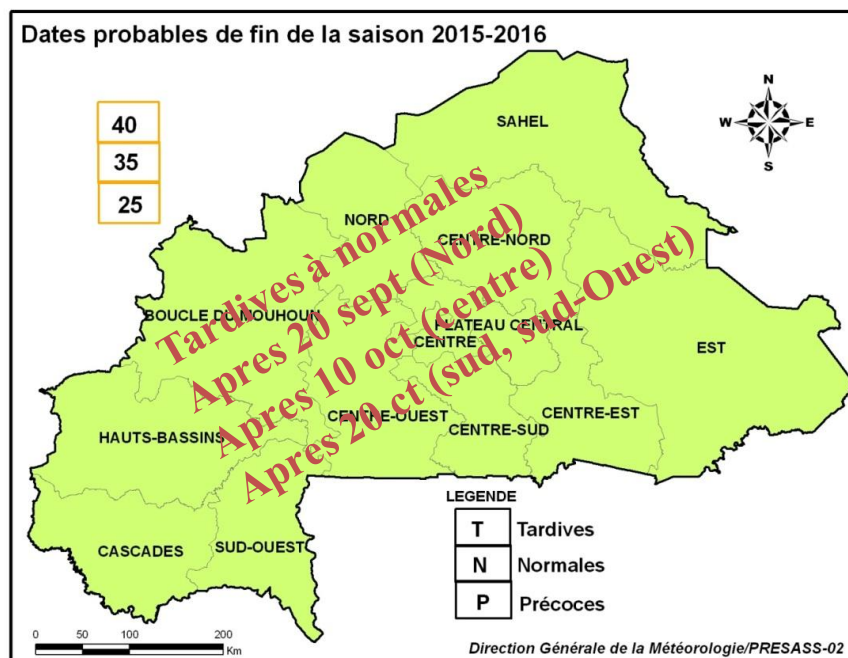 Dates probables de fin de la saison 2015-2016
40
35
25
N
W E
S
SAHEL
NORD
CENTRE-NORD
BOUCLE DU MOUHOUN
PLATEAU CENTRAL
CENTRE
EST
HAUTS-BASSINS
CENTRE-OUEST
CENTRE-SUD
CENTRE-EST
CASCADES
SUD-OUEST
Tardives à normales
Apres 20 sept (Nord)
Apres 10 oct (centre)
Apres 20 ct (sud, sud-Ouest)
LEGENDE
T Tardives
N Normales
P Précoces
0 50 100 200
Km
Direction Générale de la Météorologie/PRESASS-02